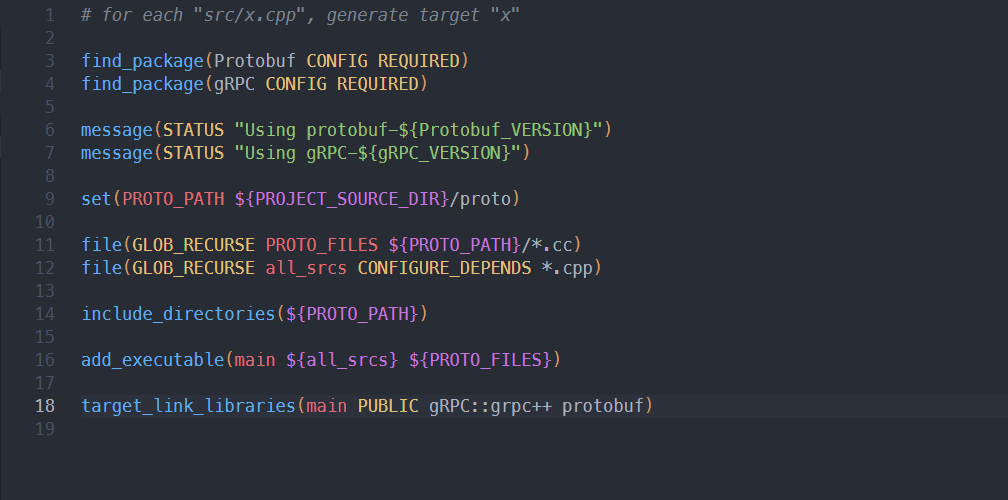 1 # for each "src/x.cpp", generate target "x"
2
3 find_package(Protobuf CONFIG REQUIRED)
4 find_package(gRPC CONFIG REQUIRED)
5
6 message(STATUS "Using protobuf-${Protobuf_VERSION}")
7 message(STATUS "Using gRPC-${gRPC_VERSION}")
8
9 set(PROTO_PATH ${PROJECT_SOURCE_DIR}/proto)
10
11 file(GLOB_RECURSE PROTO_FILES ${PROTO_PATH}/*.cc)
12 file(GLOB_RECURSE all_srcs CONFIGURE_DEPENDS *.cpp)
13
14 include_directories(${PROTO_PATH})
15
16 add_executable(main ${all_srcs} ${PROTO_FILES})
17
18 target_link_libraries(main PUBLIC gRPC::grpc++ protobuf)
19